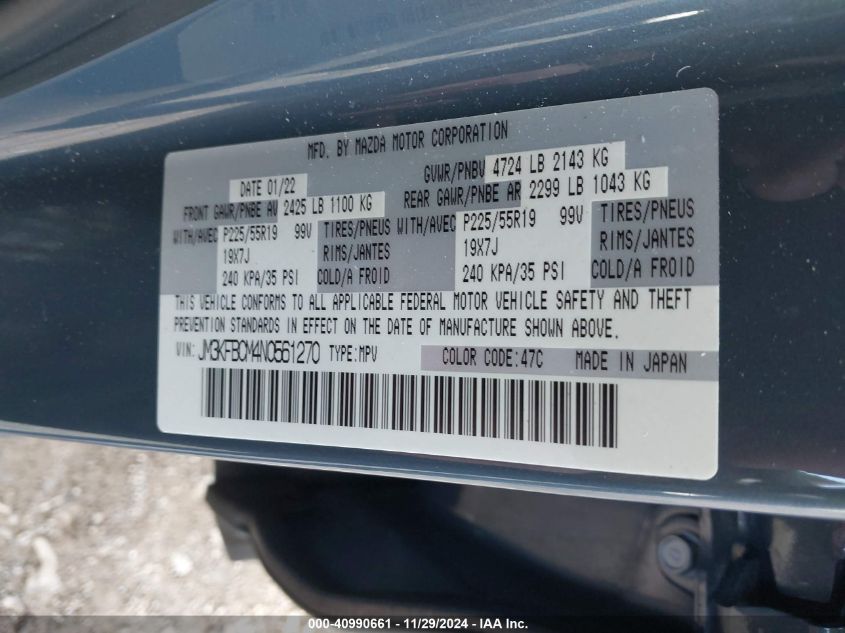 MFD. BY MAZDA MOTOR CORPORATION
DATE 01/22 GVWR/PNBV 4724 LB 2143 KG
FRONT GAWR/PNBE AV 2425 LB 1100 KG REAR GAWR/PNBE AR 2299 LB 1043 KG
WITH/AVEC P225/55R19 99V TIRES/PNEUS WITH/AVEC P225/55R19 99V TIRES/PNEUS
19X7J RIMS/JANTES 19X7J RIMS/JANTES
240 KPA/35 PSI COLD/A FROID 240 KPA/35 PSI COLD/A FROID
THIS VEHICLE CONFORMS TO ALL APPLICABLE FEDERAL MOTOR VEHICLE SAFETY AND THEFT
PREVENTION STANDARDS IN EFFECT ON THE DATE OF MANUFACTURE SHOWN ABOVE.
VIN: JM3KFBCM4N0561270 TYPE:MPV COLOR CODE:47C MADE IN JAPAN
000-40990661 - 11/29/2024 - IAA Inc.